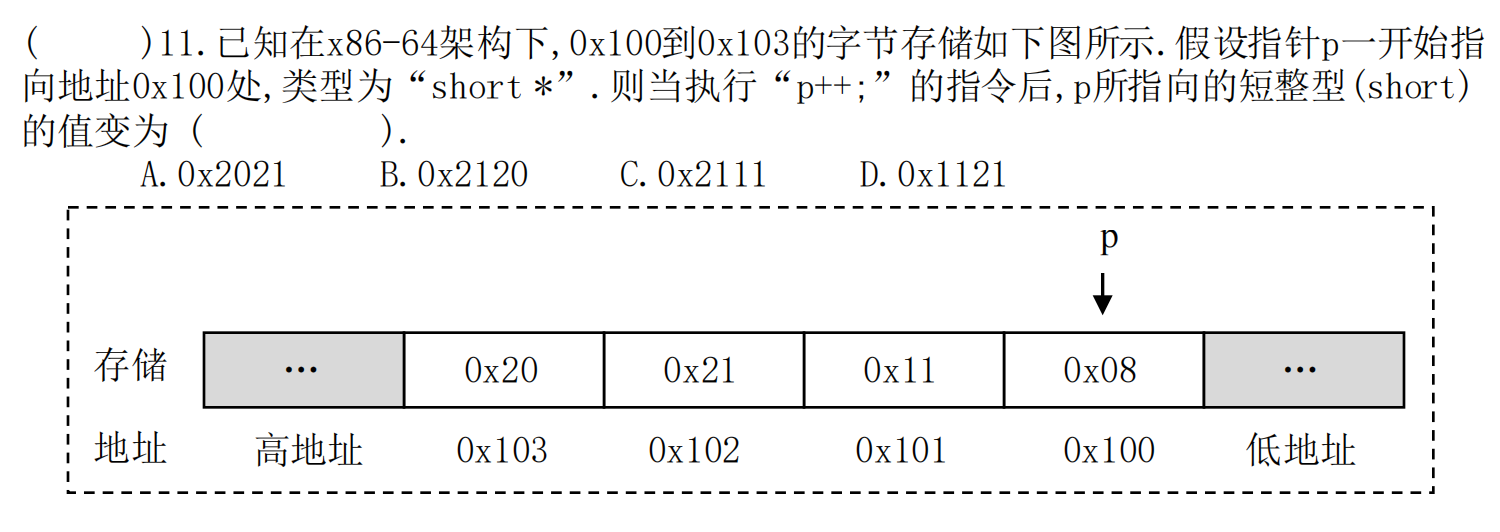 (    )11.已知在x86-64架构下,0x100到0x103的字节存储如下图所示.假设指针p一开始指
向地址0x100处,类型为“short *”.则当执行“p++;”的指令后,p所指向的短整型(short)
的值变为 (        ).
A.0x2021    B.0x2120    C.0x2111    D.0x1121
p
存储 … 0x20 0x21 0x11 0x08 …
地址 高地址 0x103 0x102 0x101 0x100 低地址